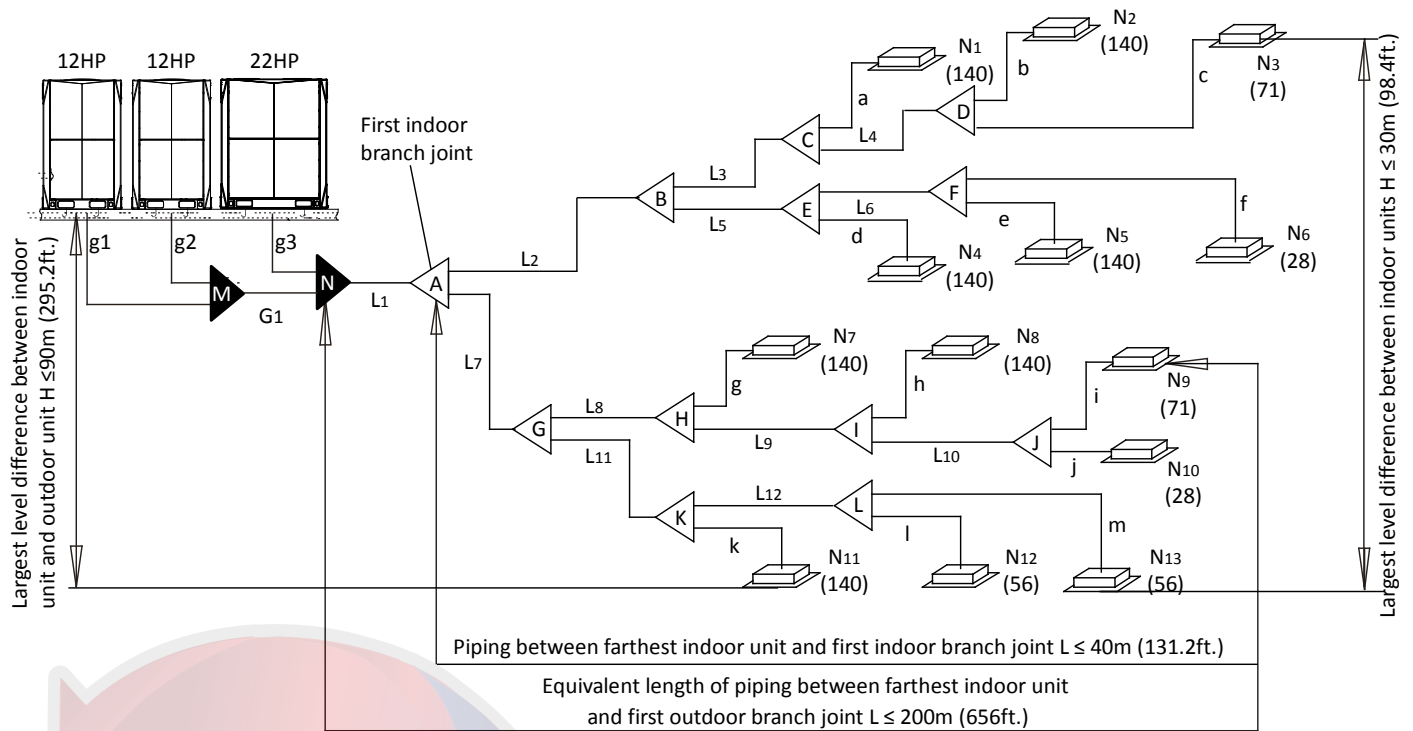 12HP 12HP 22HP
First indoor
branch joint
g1 g2 g3
M
G1
N
L1
A
L2
B
L3
C
a
N1
(140)
L4
D
b
N2
(140)
c
N3
(71)
L5
E
L6
d
N4
(140)
F
e
N5
(140)
f
N6
(28)
L7
G
L8
H
g
N7
(140)
L9
I
h
N8
(140)
L10
J
i
N9
(71)
j
N10
(28)
L11
K
k
N11
(140)
L12
L
l
N12
(56)
m
N13
(56)
Largest level difference between indoor
unit and outdoor unit H ≤90m (295.2ft.)
Largest level difference between indoor units H ≤ 30m (98.4ft.)
Piping between farthest indoor unit and first indoor branch joint L ≤ 40m (131.2ft.)
Equivalent length of piping between farthest indoor unit
and first outdoor branch joint L ≤ 200m (656ft.)